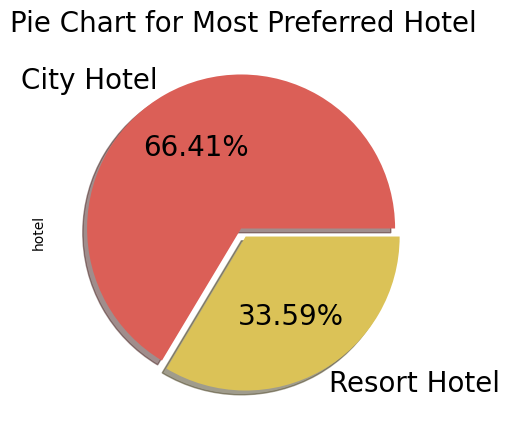 Pie Chart for Most Preferred Hotel
City Hotel
66.41%
hotel
33.59%
Resort Hotel